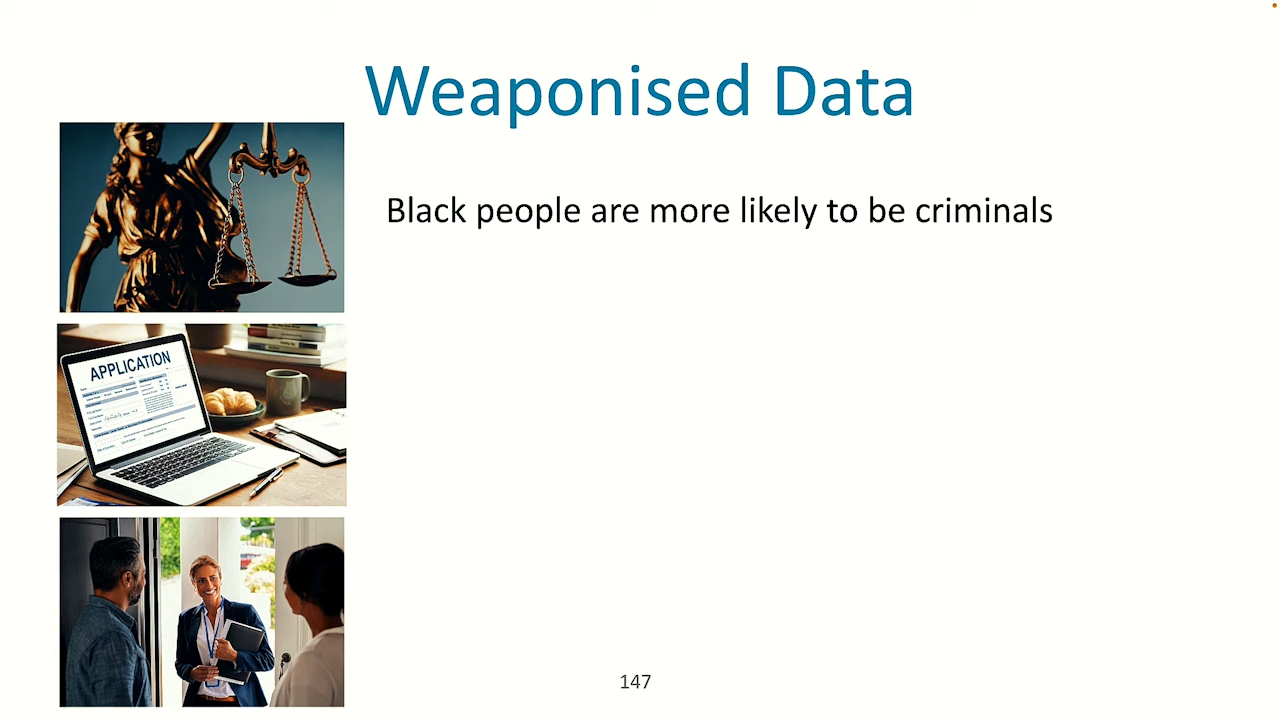 Weaponised Data
Black people are more likely to be criminals
APPLICATION
147